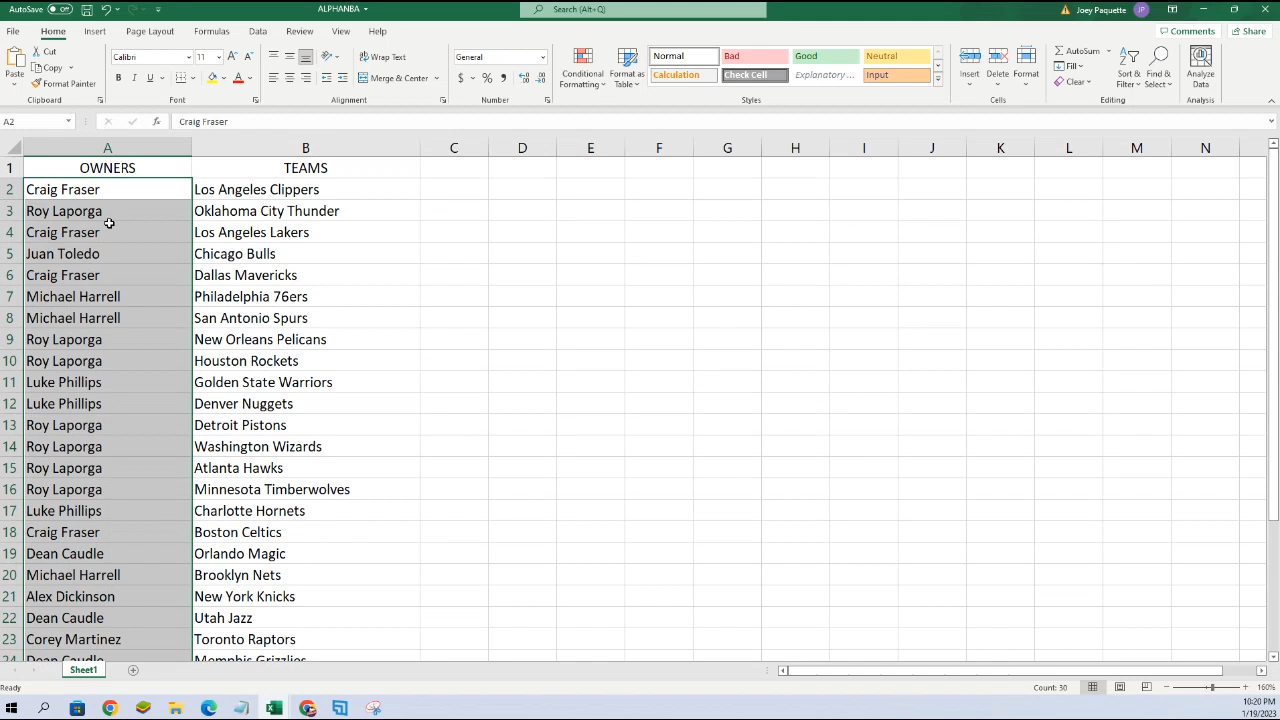 AutoSave Off ALPHANBA Search (Alt+Q) Joey Paquette JP
File Home Insert Page Layout Formulas Data Review View Help Comments Share
Paste Cut Copy Format Painter Clipboard
Calibri 11 B I U A A A Font
Wrap Text Merge & Center Alignment
General $ % Number
Conditional Formatting Format as Table
Normal Bad Good Neutral
Calculation Check Cell Explanatory ... Input
Styles
Insert Delete Format Cells
AutoSum Fill Clear Sort & Filter Find & Select Editing
Analyze Data Analysis
A2 fx Craig Fraser
A B C D E F G H I J K L M N
1 OWNERS TEAMS
2 Craig Fraser Los Angeles Clippers
3 Roy Laporga Oklahoma City Thunder
4 Craig Fraser Los Angeles Lakers
5 Juan Toledo Chicago Bulls
6 Craig Fraser Dallas Mavericks
7 Michael Harrell Philadelphia 76ers
8 Michael Harrell San Antonio Spurs
9 Roy Laporga New Orleans Pelicans
10 Roy Laporga Houston Rockets
11 Luke Phillips Golden State Warriors
12 Luke Phillips Denver Nuggets
13 Roy Laporga Detroit Pistons
14 Roy Laporga Washington Wizards
15 Roy Laporga Atlanta Hawks
16 Roy Laporga Minnesota Timberwolves
17 Luke Phillips Charlotte Hornets
18 Craig Fraser Boston Celtics
19 Dean Caudle Orlando Magic
20 Michael Harrell Brooklyn Nets
21 Alex Dickinson New York Knicks
22 Dean Caudle Utah Jazz
23 Corey Martinez Toronto Raptors
24 Dean Caudle Memphis Grizzlies
Sheet1
Ready Count: 30 160%
10:20 PM
1/19/2023